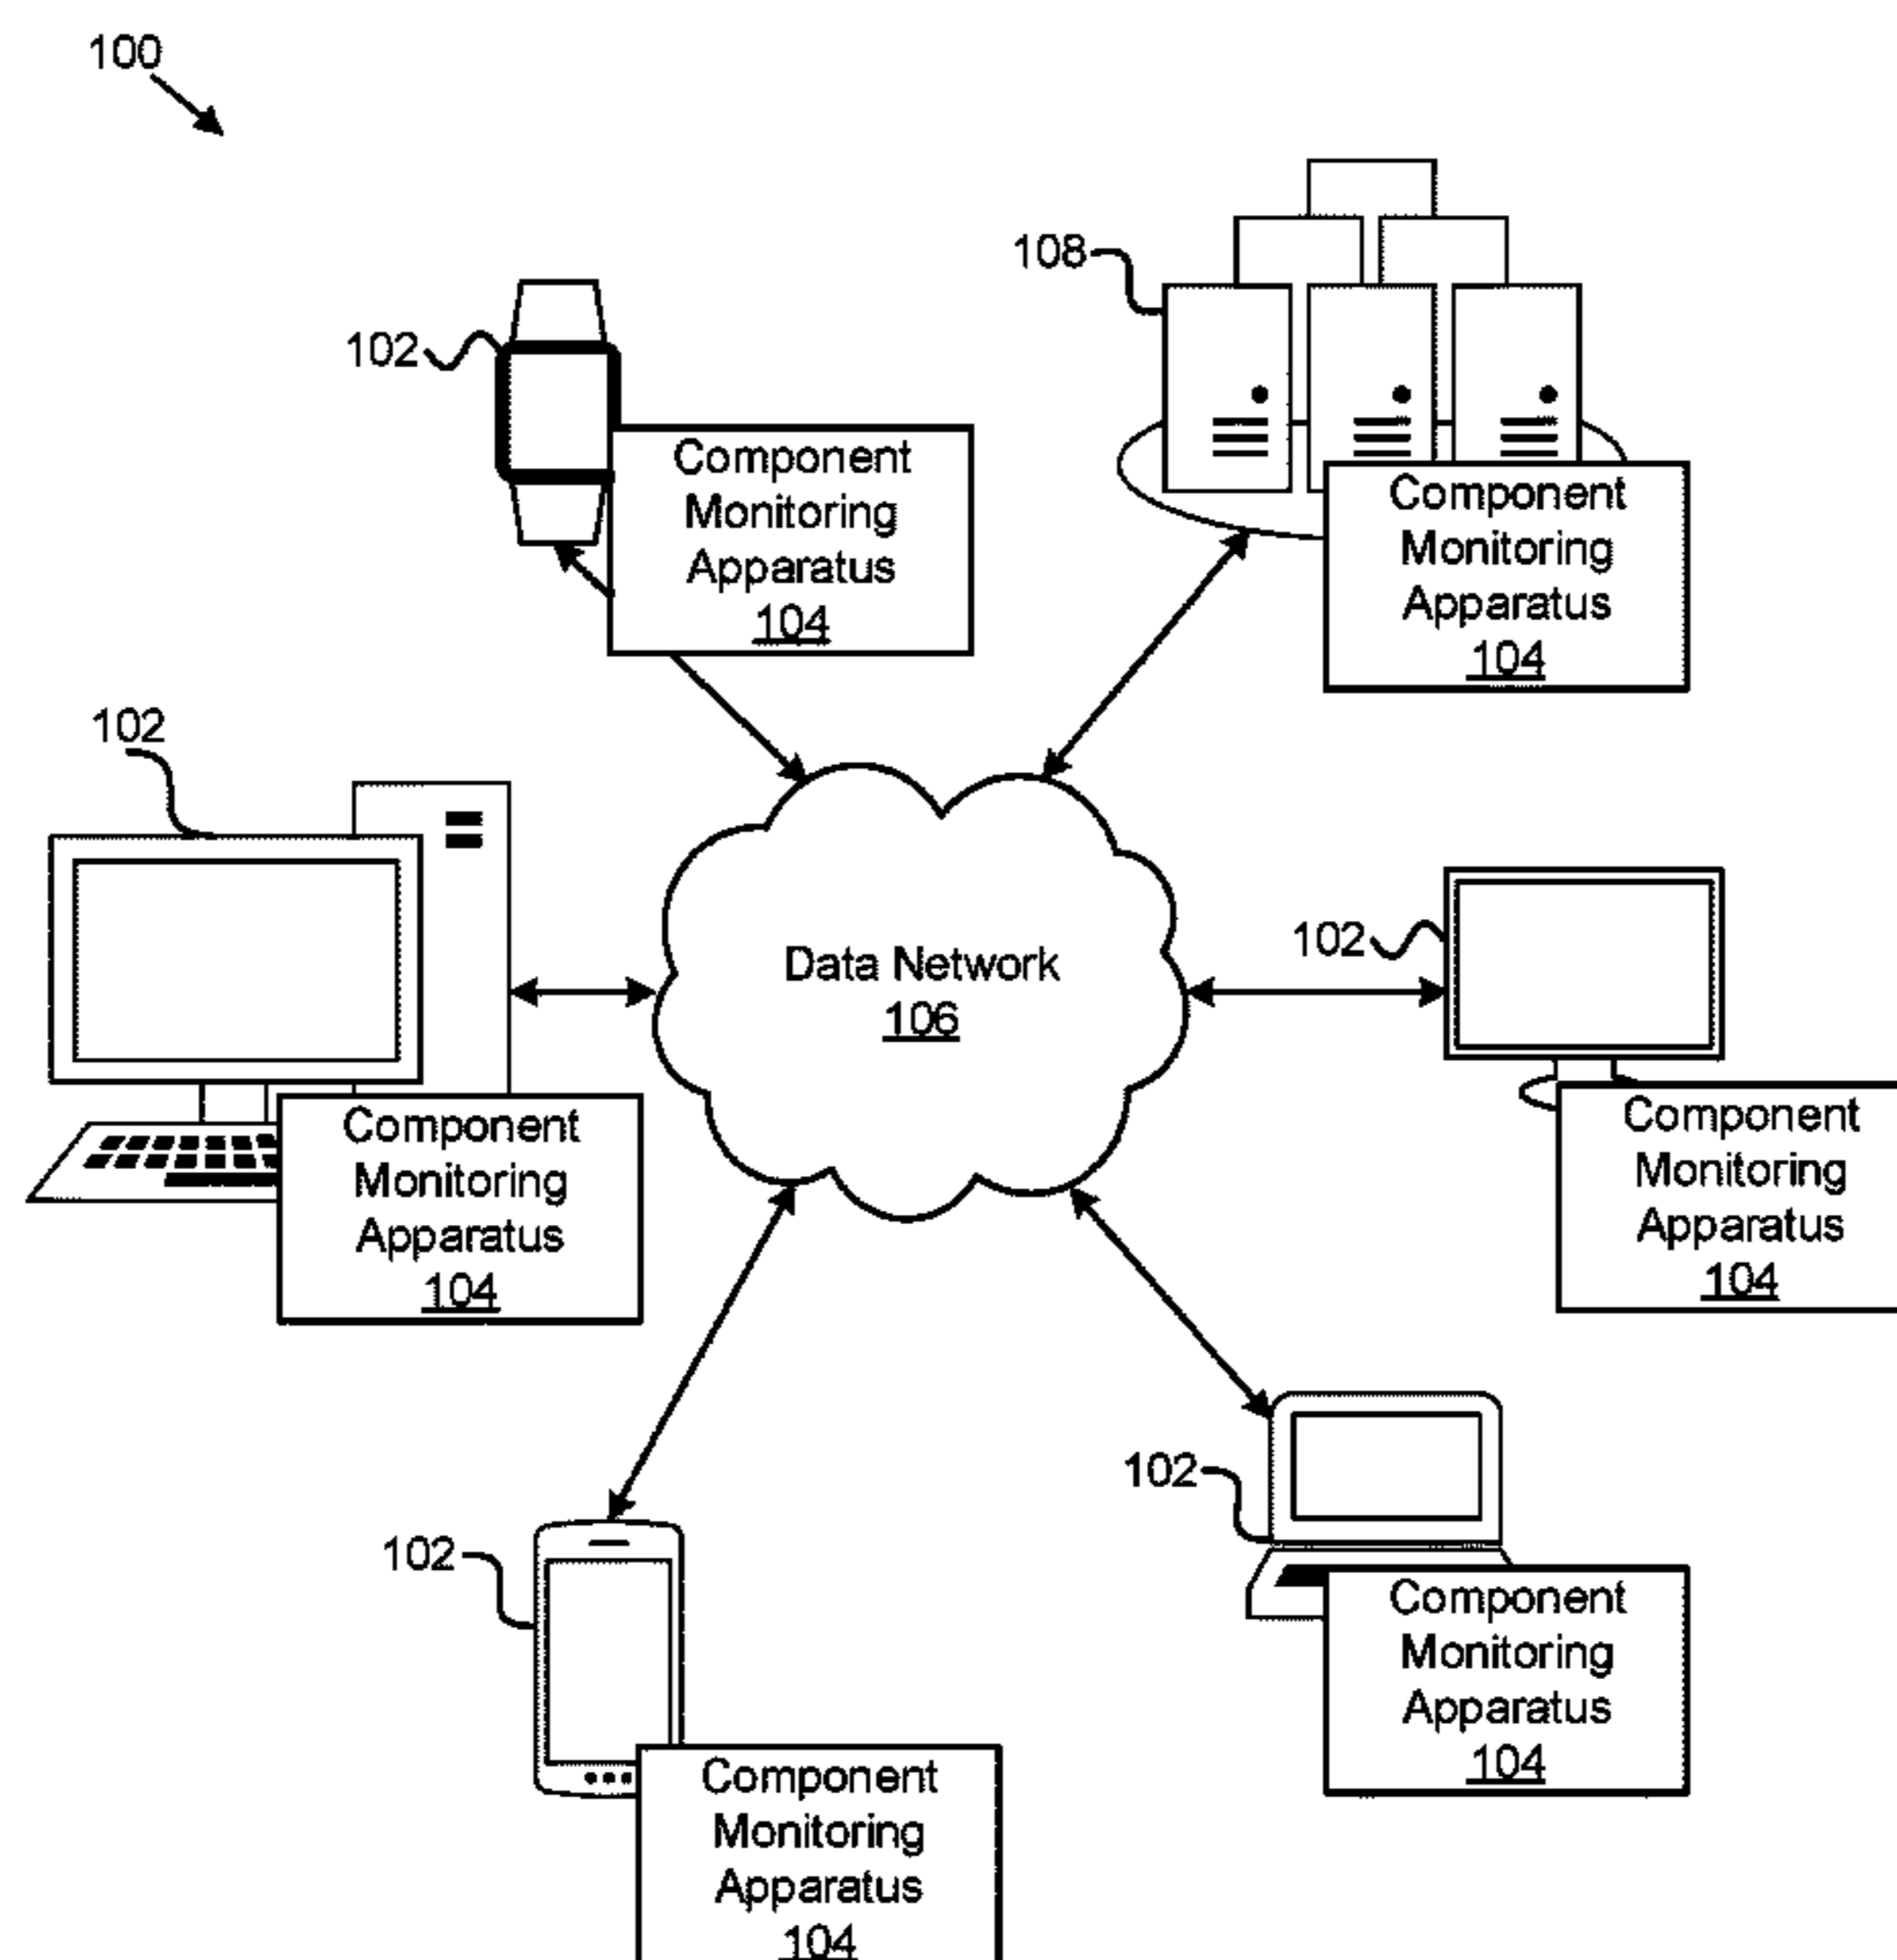 100
108
102
Component
Monitoring
Apparatus
104
Component
Monitoring
Apparatus
104
102
102
Data Network
106
Component
Monitoring
Apparatus
104
Component
Monitoring
Apparatus
104
102
102
Component
Monitoring
Apparatus
104
Component
Monitoring
Apparatus
104